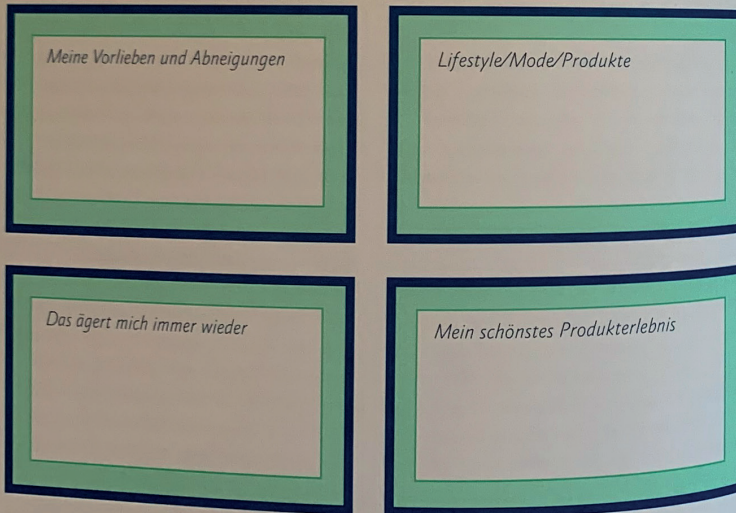 Meine Vorlieben und Abneigungen
Lifestyle/Mode/Produkte
Das ägert mich immer wieder
Mein schönstes Produkterlebnis